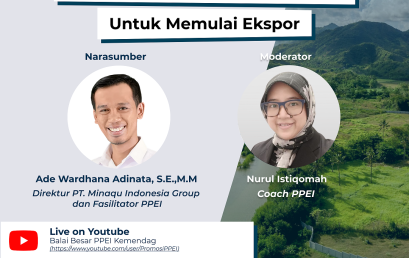 Untuk Memulai Ekspor
Narasumber
Moderator
Ade Wardhana Adinata, S.E.,M.M
Direktur PT. Minaqu Indonesia Group
dan Fasilitator PPEI
Nurul Istiqomah
Coach PPEI
Live on Youtube
Balai Besar PPEI Kemendag
(https://www.youtube.com/user/PromosiPPEI)